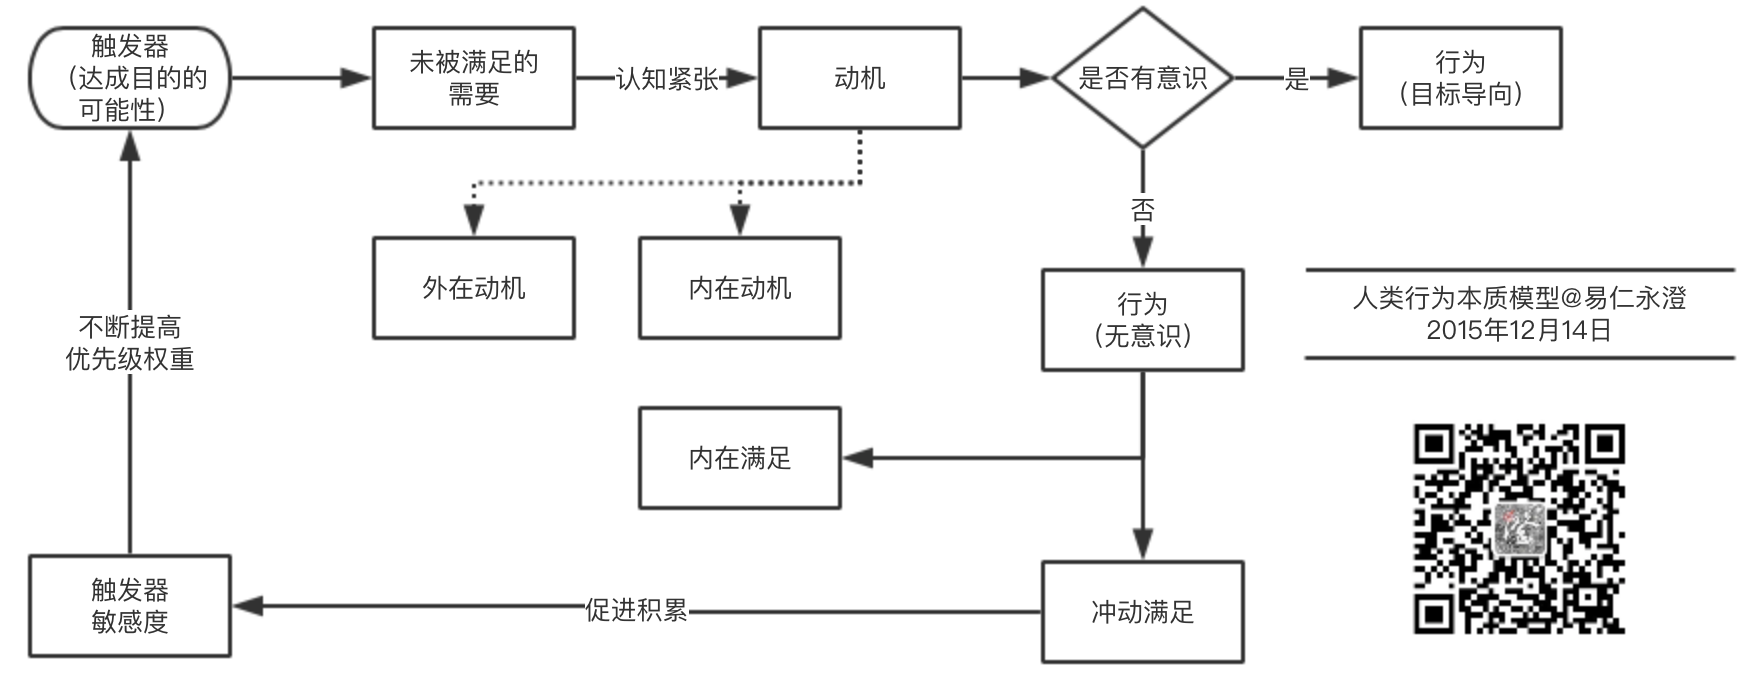 触发器
（达成目的的
可能性）
未被满足的
需要
认知紧张
动机
是否有意识
是
行为
（目标导向）
外在动机
内在动机
否
行为
（无意识）
人类行为本质模型@易仁永澄
2015年12月14日
不断提高
优先级权重
内在满足
触发器
敏感度
促进积累
冲动满足